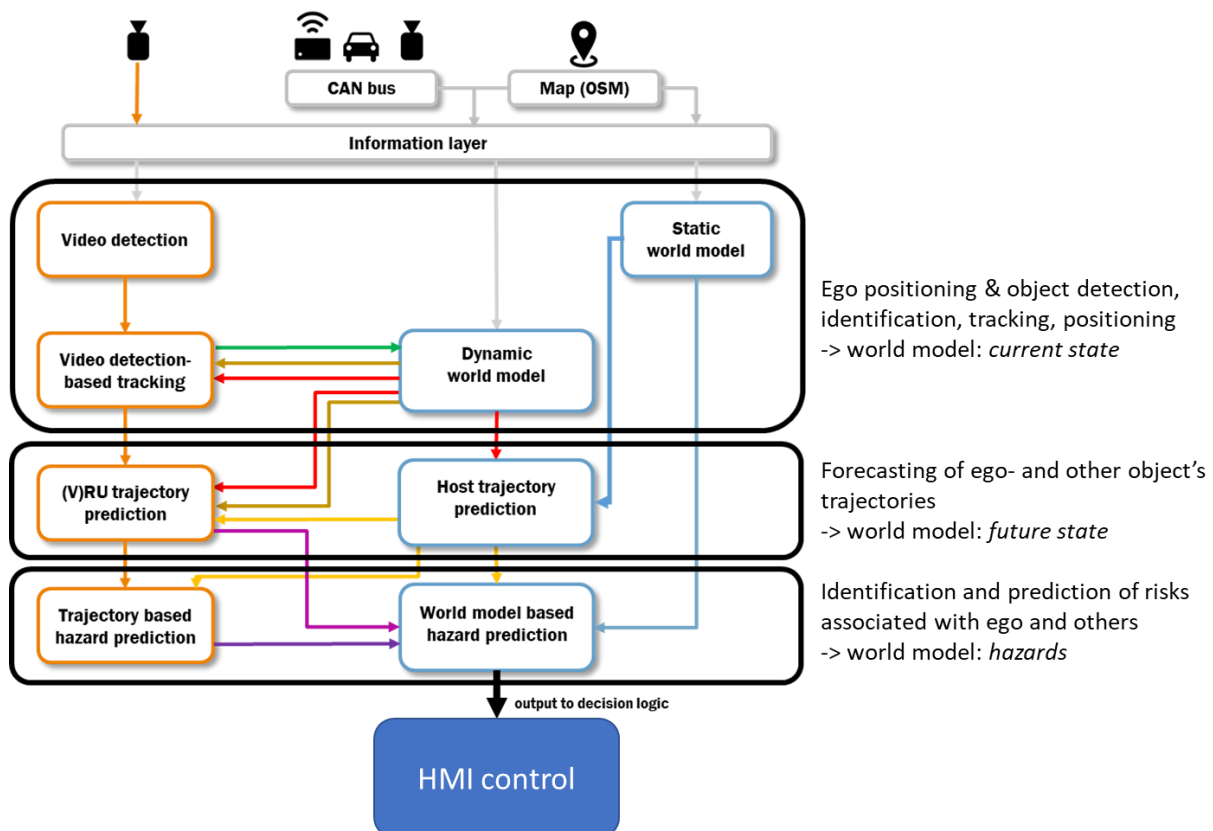 CAN bus
Map (OSM)
Information layer
Video detection
Static
world model
Ego positioning & object detection,
identification, tracking, positioning
-> world model: current state
Video detection-
based tracking
Dynamic
world model
(V)RU trajectory
prediction
Host trajectory
prediction
Forecasting of ego- and other object’s
trajectories
-> world model: future state
Trajectory based
hazard prediction
World model based
hazard prediction
Identification and prediction of risks
associated with ego and others
-> world model: hazards
output to decision logic
HMI control